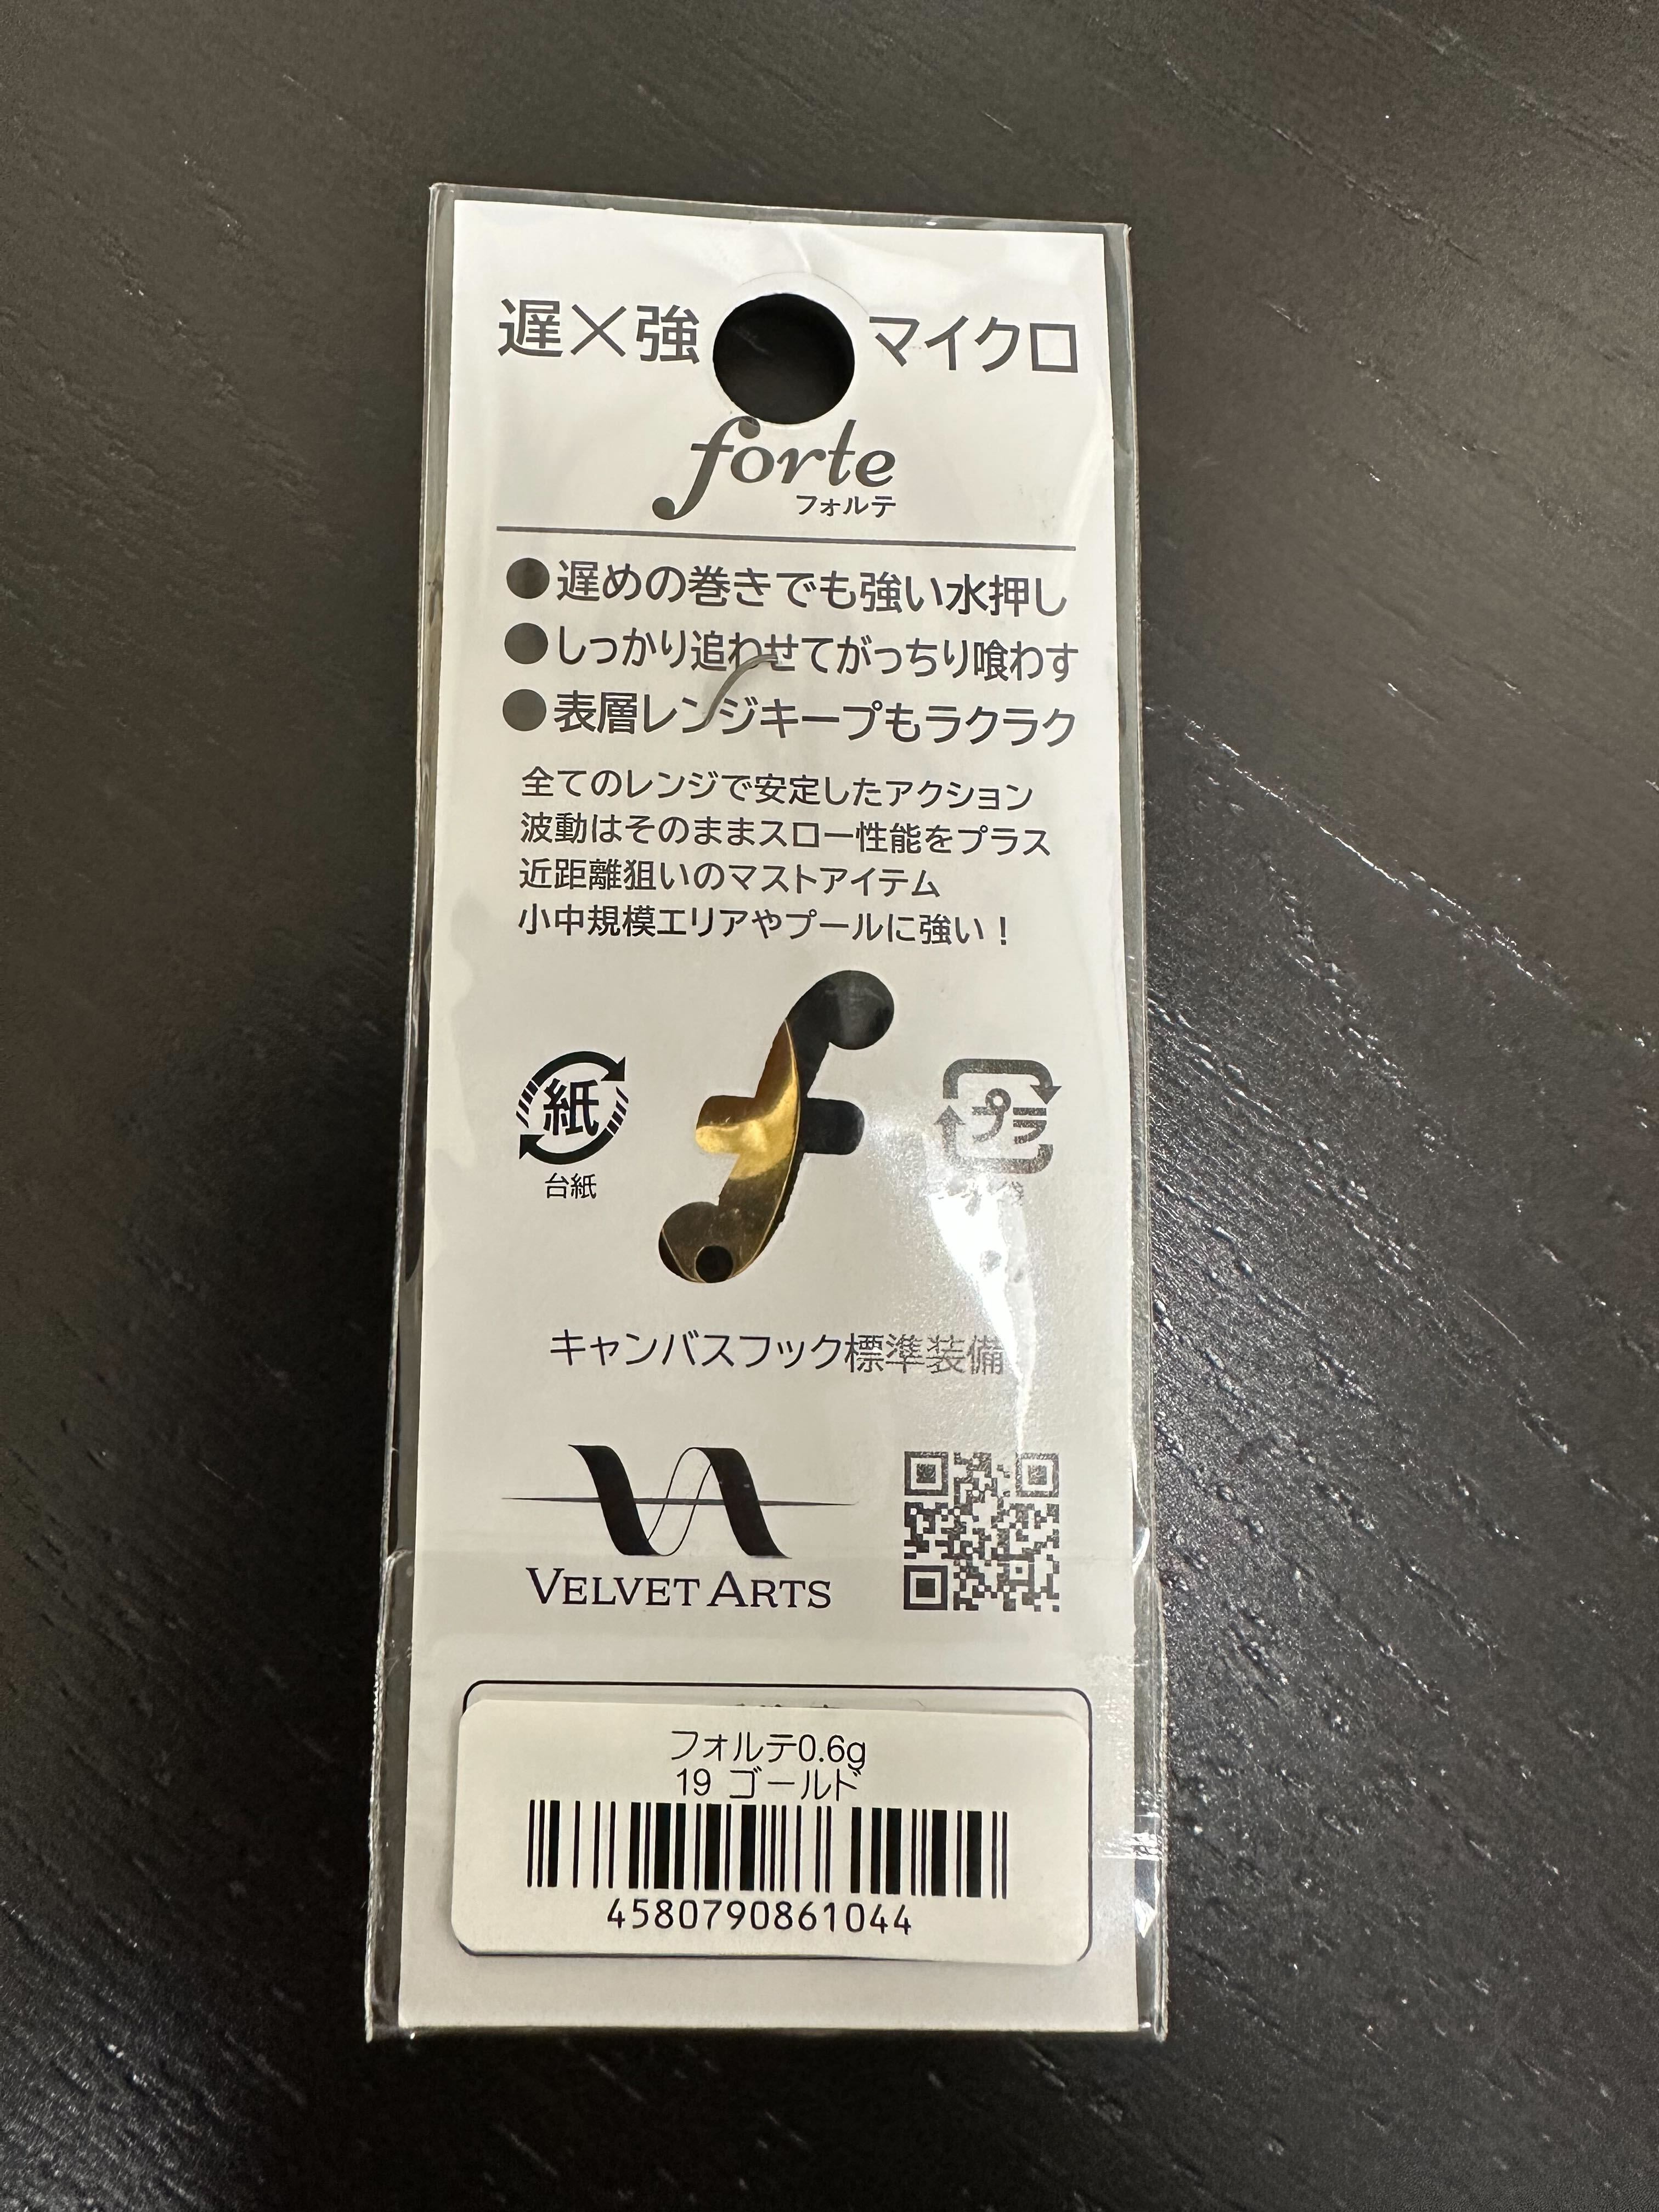 遅×強 マイクロ
forte
フォルテ
●遅めの巻きでも強い水押し
●しっかり追わせてがっちり喰わす
●表層レンジキープもラクラク
全てのレンジで安定したアクション
波動はそのままスロー性能をプラス
近距離狙いのマストアイテム
小中規模エリアやプールに強い！
f
紙
台紙
プラ
袋
キャンバスフック標準装備
VELVET ARTS
フォルテ0.6g
19 ゴールド
4580790861044